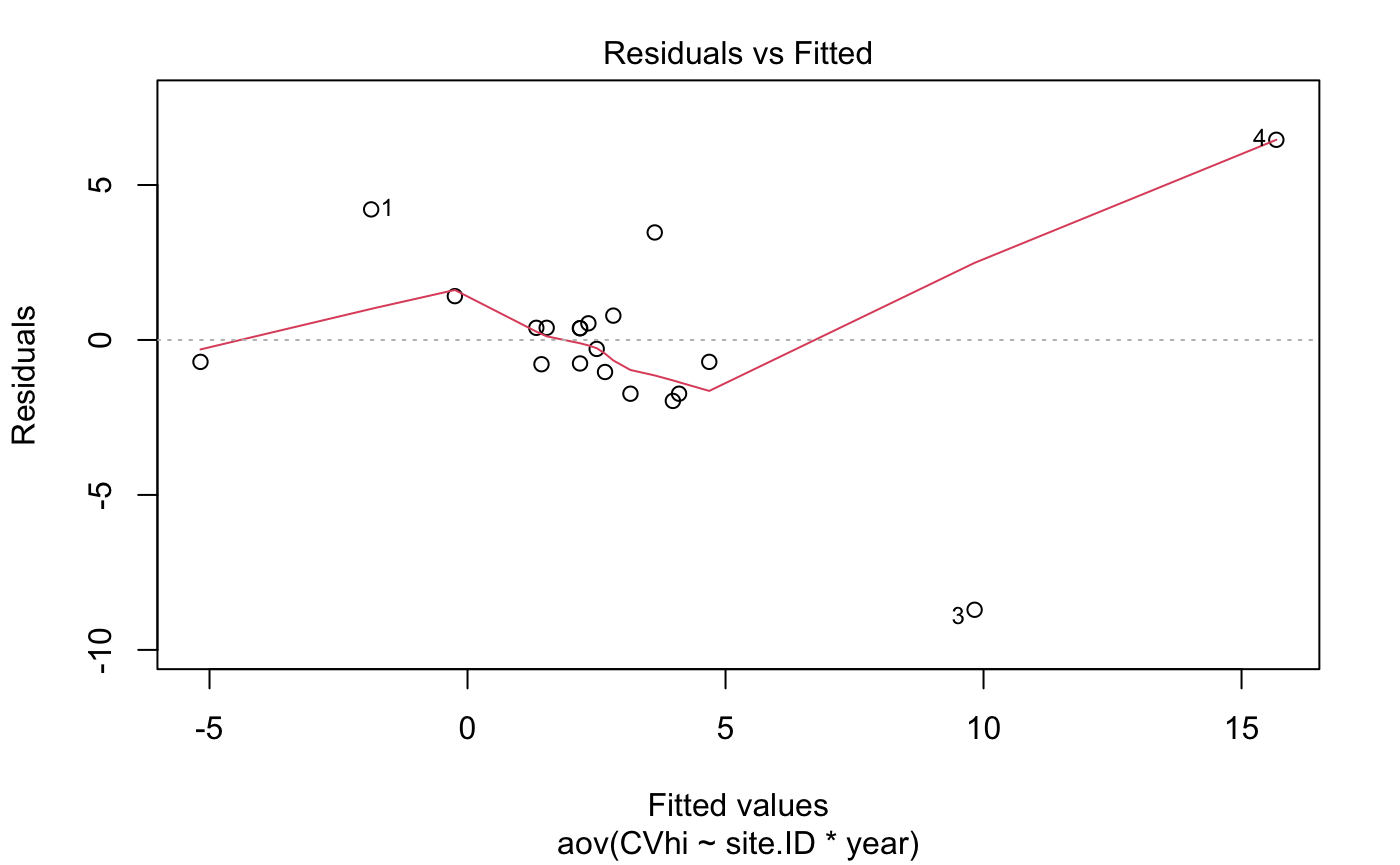 Residuals vs Fitted
Residuals
5
0
-5
-10
1
4
3
-5 0 5 10 15
Fitted values
aov(CVhi ~ site.ID * year)